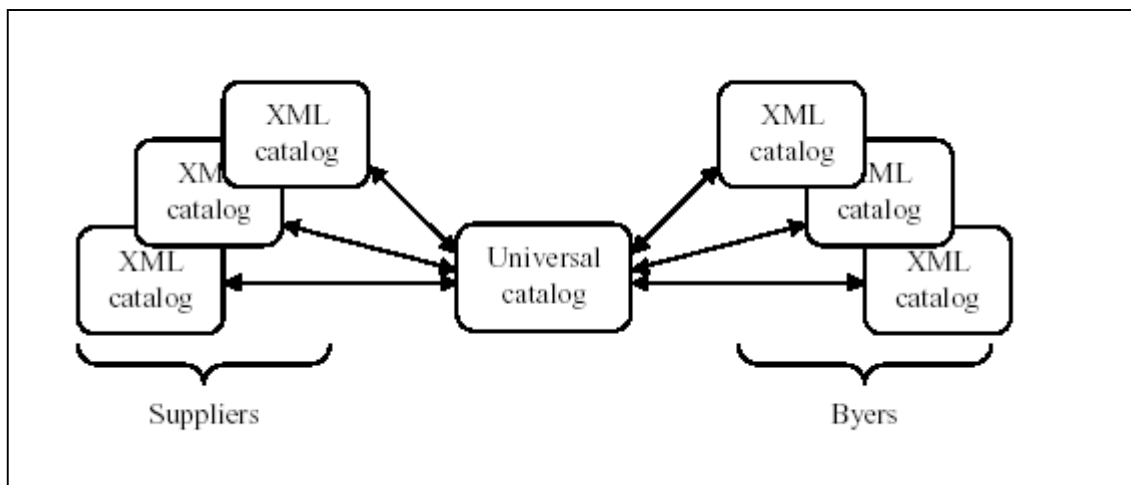 XML
catalog
XML
catalog
XML
catalog
Universal
catalog
XML
catalog
XML
catalog
XML
catalog
Suppliers
Byers